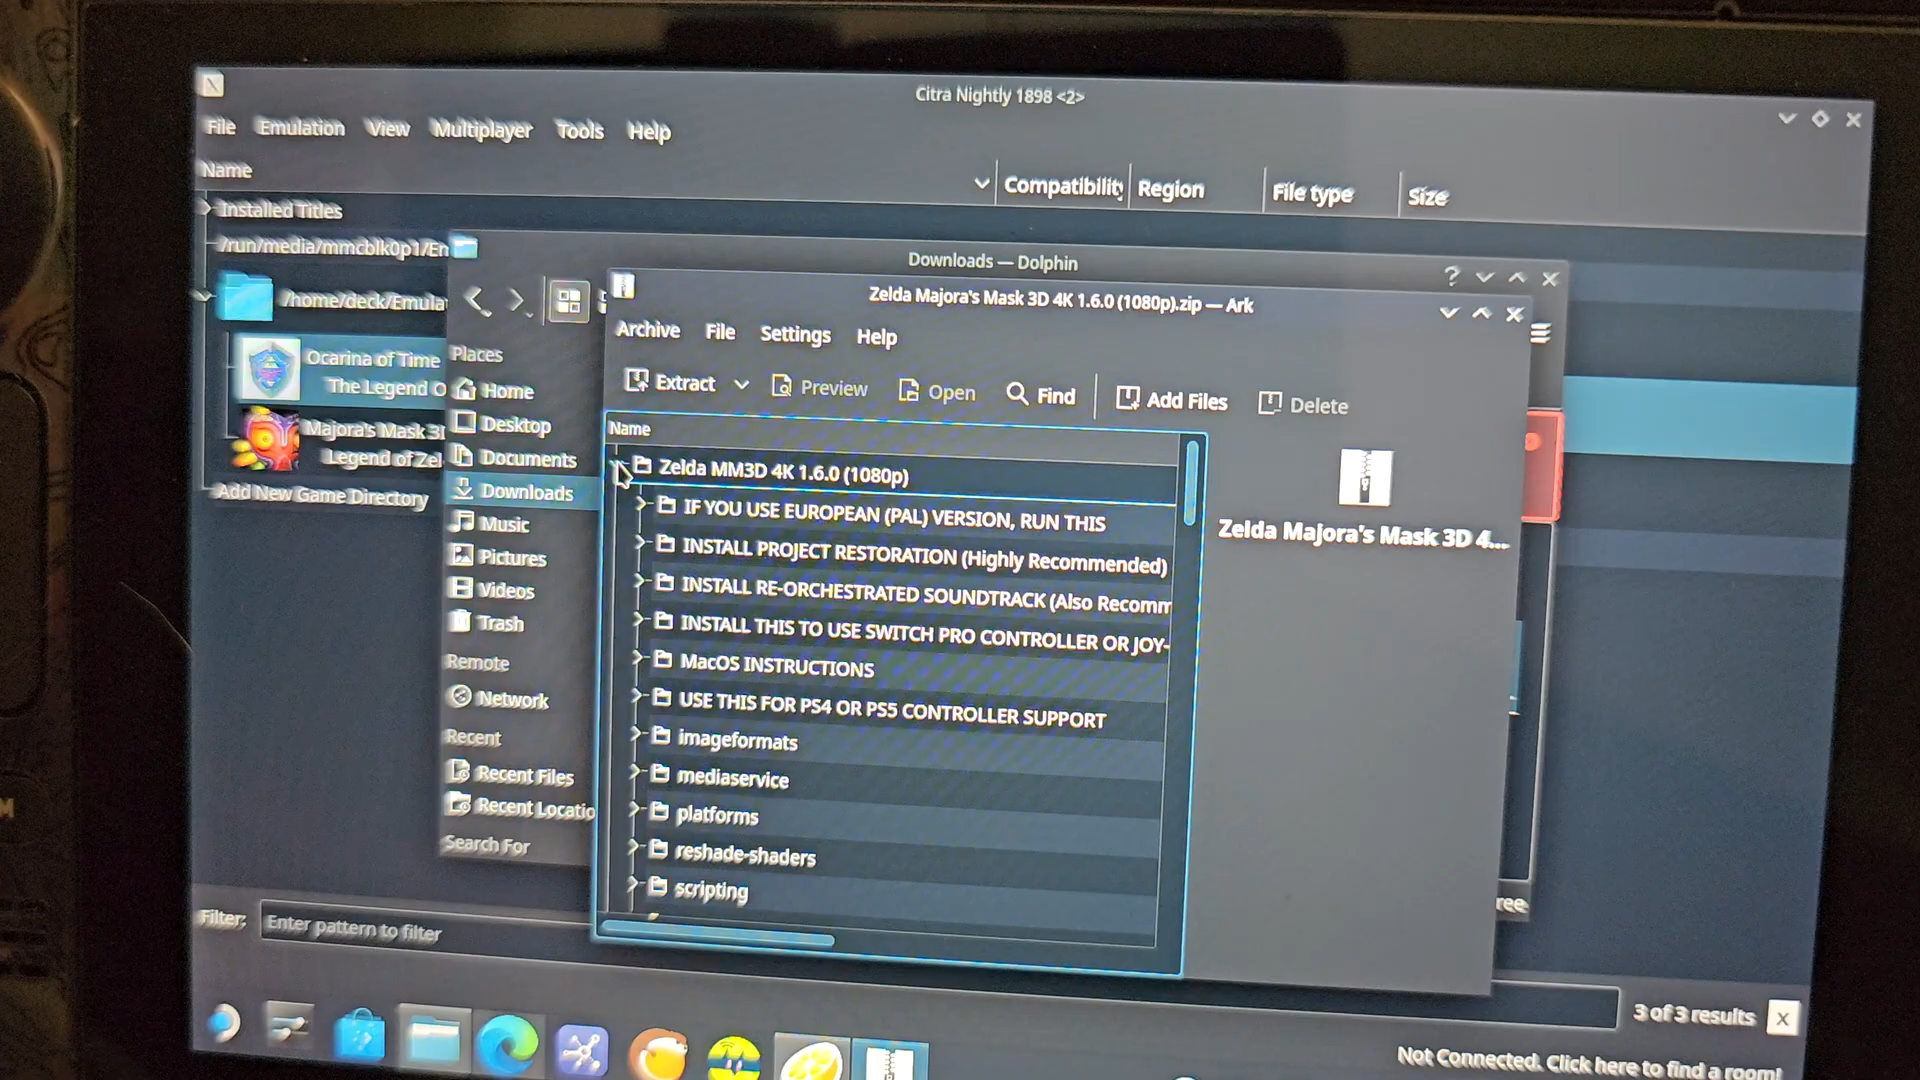 Citra Nightly 1898 <2>
File Emulation View Multiplayer Tools Help
Name Compatibility Region File type Size
Installed Titles
/run/media/mmcblk0p1/En
/home/deck/Emula
Ocarina of Time
The Legend O
Majora's Mask 3D
Legend of Zel
Add New Game Directory
Downloads — Dolphin
Places
Home
Desktop
Documents
Downloads
Music
Pictures
Videos
Trash
Remote
Network
Recent
Recent Files
Recent Locatio
Search For
Zelda Majora's Mask 3D 4K 1.6.0 (1080p).zip — Ark
Archive File Settings Help
Extract Preview Open Find Add Files Delete
Name
Zelda MM3D 4K 1.6.0 (1080p)
IF YOU USE EUROPEAN (PAL) VERSION, RUN THIS
INSTALL PROJECT RESTORATION (Highly Recommended)
INSTALL RE-ORCHESTRATED SOUNDTRACK (Also Recomm
INSTALL THIS TO USE SWITCH PRO CONTROLLER OR JOY-
MacOS INSTRUCTIONS
USE THIS FOR PS4 OR PS5 CONTROLLER SUPPORT
imageformats
mediaservice
platforms
reshade-shaders
scripting
Zelda Majora's Mask 3D 4...
ree
Filter: Enter pattern to filter
3 of 3 results X
Not Connected. Click here to find a room!
M